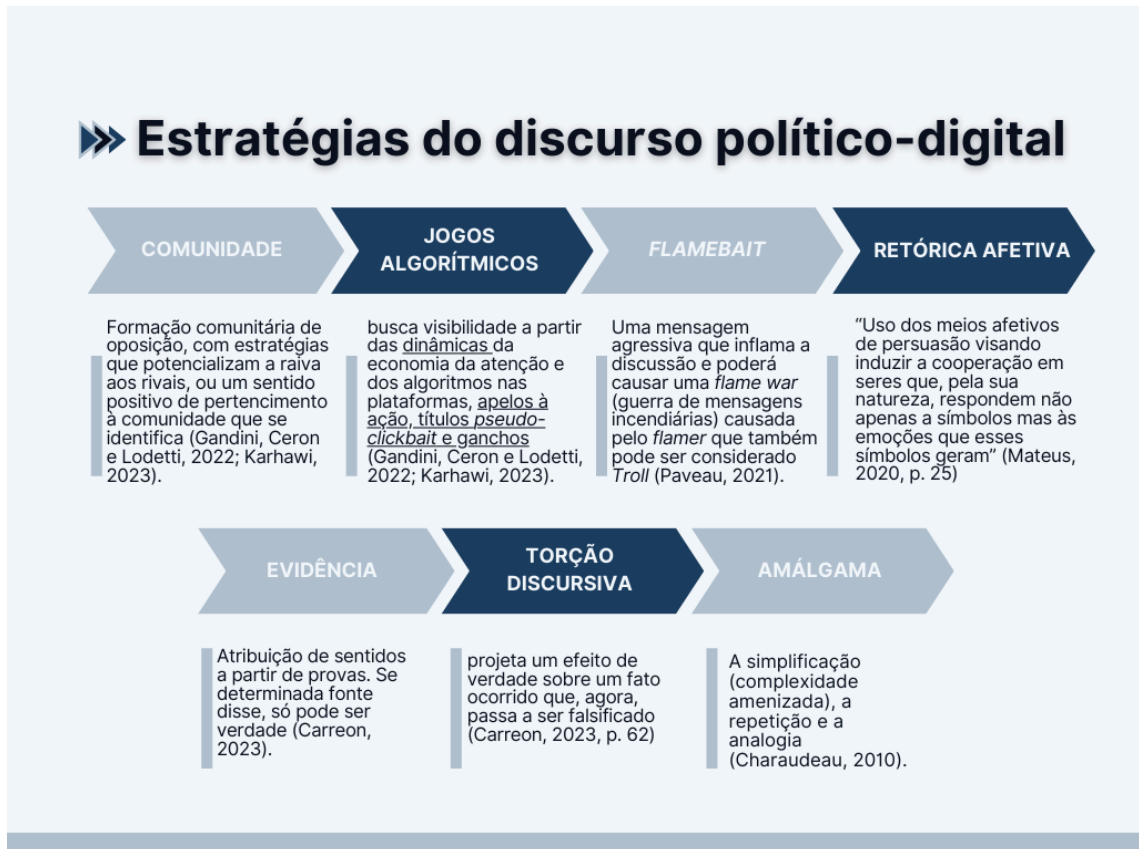 Estratégias do discurso político-digital
COMUNIDADE
Formação comunitária de
oposição, com estratégias
que potencializam a raiva
aos rivais, ou um sentido
positivo de pertencimento
à comunidade que se
identifica (Gandini, Ceron
e Lodetti, 2022; Karhawi,
2023).
JOGOS
ALGORÍTMICOS
busca visibilidade a partir
das dinâmicas da
economia da atenção e
dos algoritmos nas
plataformas, apelos à
ação, títulos pseudo-
clickbait e ganchos
(Gandini, Ceron e Lodetti,
2022; Karhawi, 2023).
FLAMEBAIT
Uma mensagem
agressiva que inflama a
discussão e poderá
causar uma flame war
(guerra de mensagens
incendiárias) causada
pelo flamer que também
pode ser considerado
Troll (Paveau, 2021).
RETÓRICA AFETIVA
“Uso dos meios afetivos
de persuasão visando
induzir a cooperação em
seres que, pela sua
natureza, respondem não
apenas a símbolos mas às
emoções que esses
símbolos geram” (Mateus,
2020, p. 25)
EVIDÊNCIA
Atribuição de sentidos
a partir de provas. Se
determinada fonte
disse, só pode ser
verdade (Carreon,
2023).
TORÇÃO
DISCURSIVA
projeta um efeito de
verdade sobre um fato
ocorrido que, agora,
passa a ser falsificado
(Carreon, 2023, p. 62)
AMÁLGAMA
A simplificação
(complexidade
amenizada), a
repetição e a
analogia
(Charaudeau, 2010).